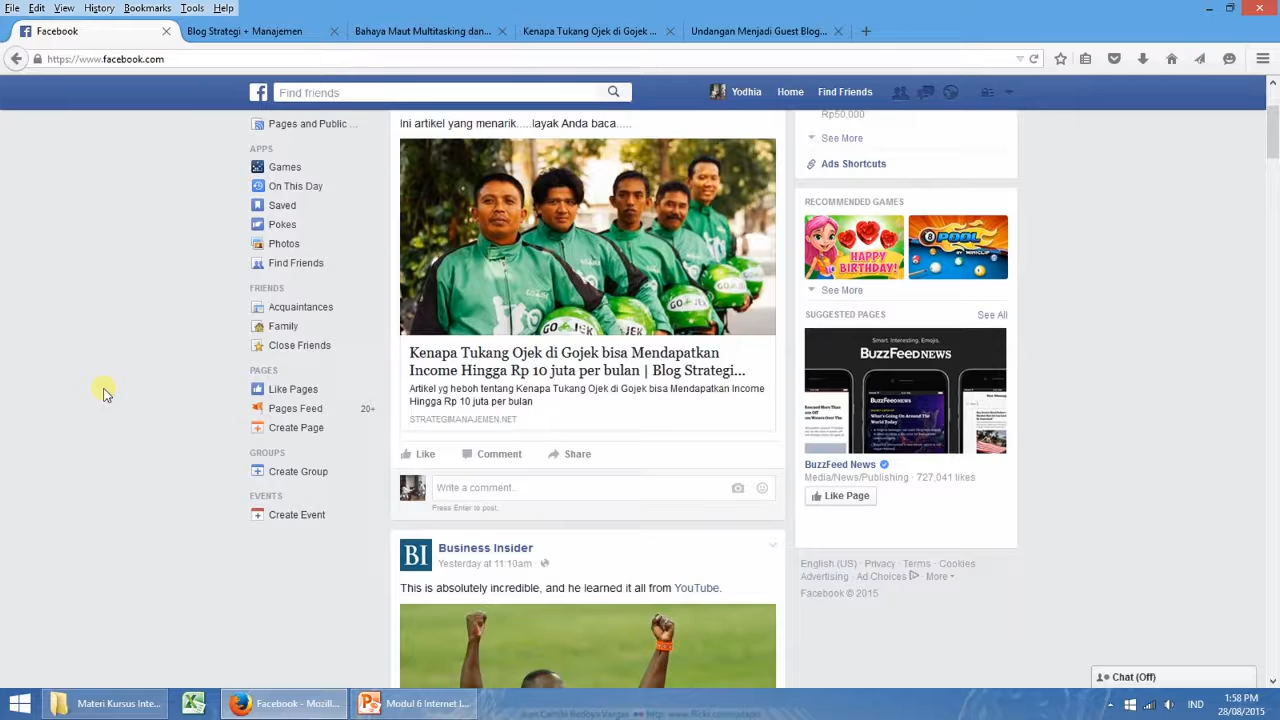 File Edit View History Bookmarks Tools Help
Facebook
Blog Strategi + Manajemen
Bahaya Maut Multitasking dan...
Kenapa Tukang Ojek di Gojek ...
Undangan Menjadi Guest Blog...
https://www.facebook.com
Find friends
Yodhia
Home
Find Friends
Pages and Public ...
APPS
Games
On This Day
Saved
Pokes
Photos
Find Friends
FRIENDS
Acquaintances
Family
Close Friends
PAGES
Like Pages
Pages Feed 20+
Create Page
GROUPS
Create Group
EVENTS
Create Event
Ini artikel yang menarik....layak Anda baca.....
GOJEK
GOJEK
Kenapa Tukang Ojek di Gojek bisa Mendapatkan
Income Hingga Rp 10 juta per bulan | Blog Strategi...
Artikel yg heboh tentang Kenapa Tukang Ojek di Gojek bisa Mendapatkan Income
Hingga Rp 10 juta per bulan
STRATEGIMANAJEMEN.NET
Like Comment Share
Write a comment...
Press Enter to post.
BI
Business Insider
Yesterday at 11:10am
This is absolutely incredible, and he learned it all from YouTube.
Rp50,000
See More
Ads Shortcuts
RECOMMENDED GAMES
HAPPY
BIRTHDAY!
8
POOL
BY MINICLIP
See More
SUGGESTED PAGES See All
Smart. Interesting. Emojis.
BUZZFEED NEWS
BuzzFeed News
Media/News/Publishing · 727,041 likes
Like Page
English (US) · Privacy · Terms · Cookies
Advertising · Ad Choices · More
Facebook © 2015
Chat (Off)
Materi Kursus Inte...
Facebook - Mozill...
Modul 6 Internet I...
IND
1:58 PM
28/08/2015